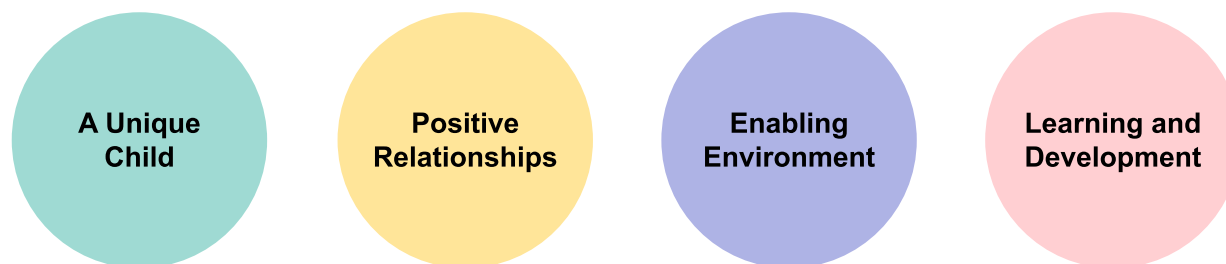 A Unique
Child
Positive
Relationships
Enabling
Environment
Learning and
Development